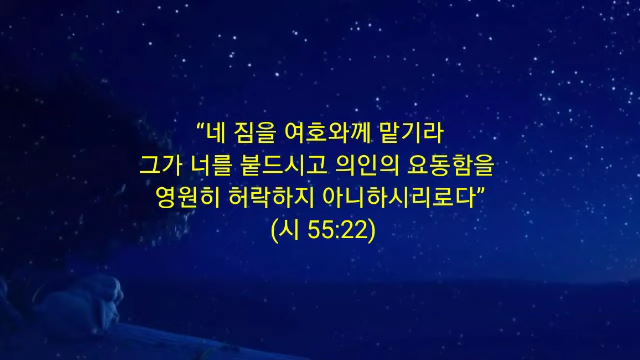 “네 짐을 여호와께 맡기라
그가 너를 붙드시고 의인의 요동함을
영원히 허락하지 아니하시리로다”
(시 55:22)